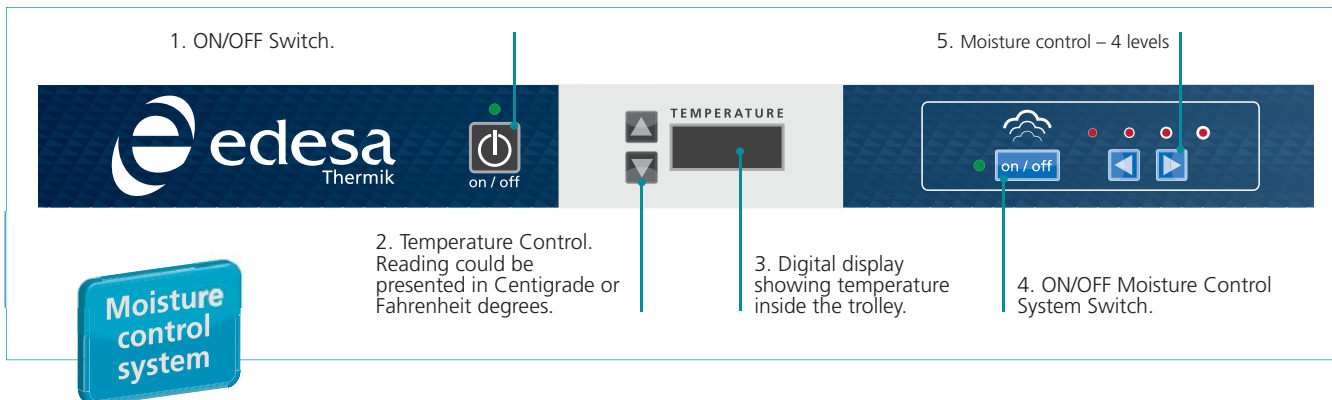 1. ON/OFF Switch.
5. Moisture control – 4 levels
edesa
Thermik
on / off
TEMPERATURE
on / off
2. Temperature Control.
Reading could be
presented in Centigrade or
Fahrenheit degrees.
3. Digital display
showing temperature
inside the trolley.
4. ON/OFF Moisture Control
System Switch.
Moisture
control
system